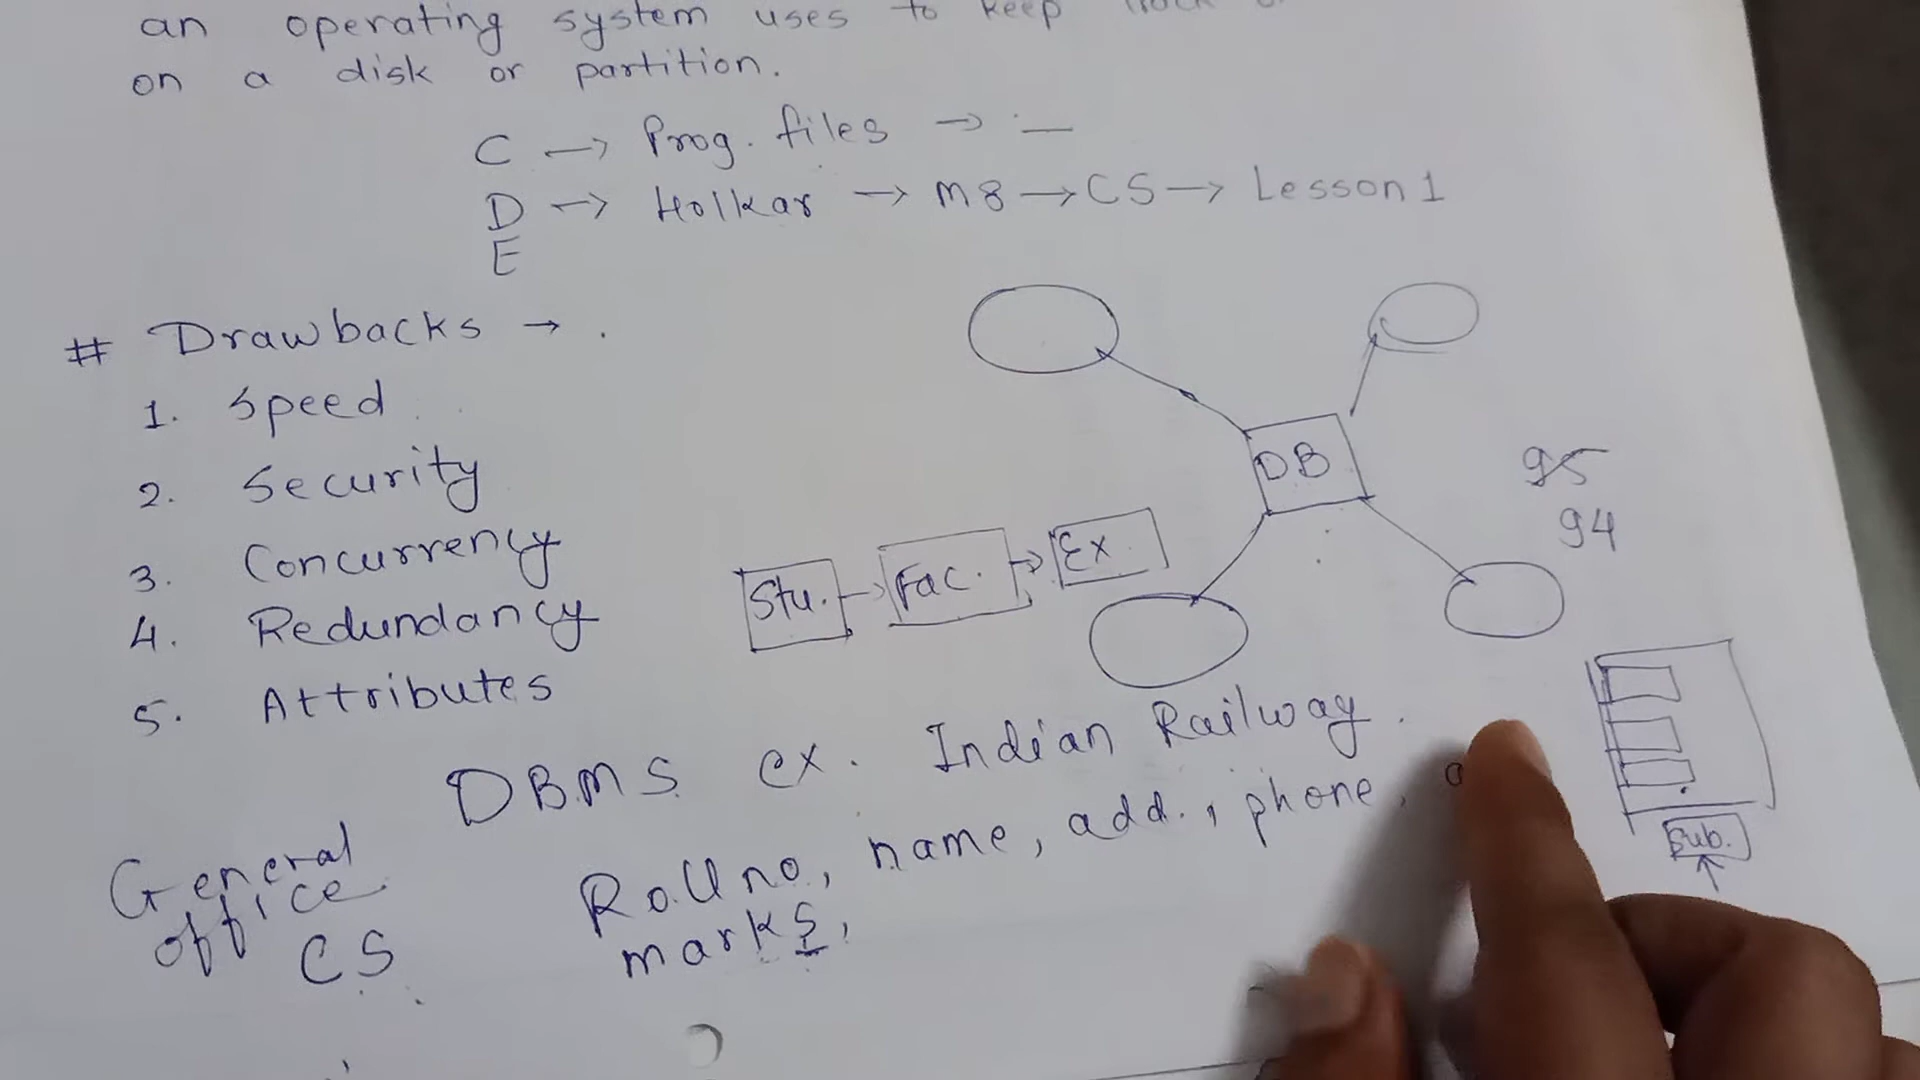 an operating system uses to keep
on a disk or partition.
C → Prog. files → —
D → Holkar → M8 → CS → Lesson 1
E
# Drawbacks → .
1. Speed
2. Security
3. Concurrency
4. Redundancy
5. Attributes
DB
95
94
Stu. → Fac. → Ex.
Sub.
DBMS ex. Indian Railway.
General
office
CS
Roll no, name, add., phone,
marks,